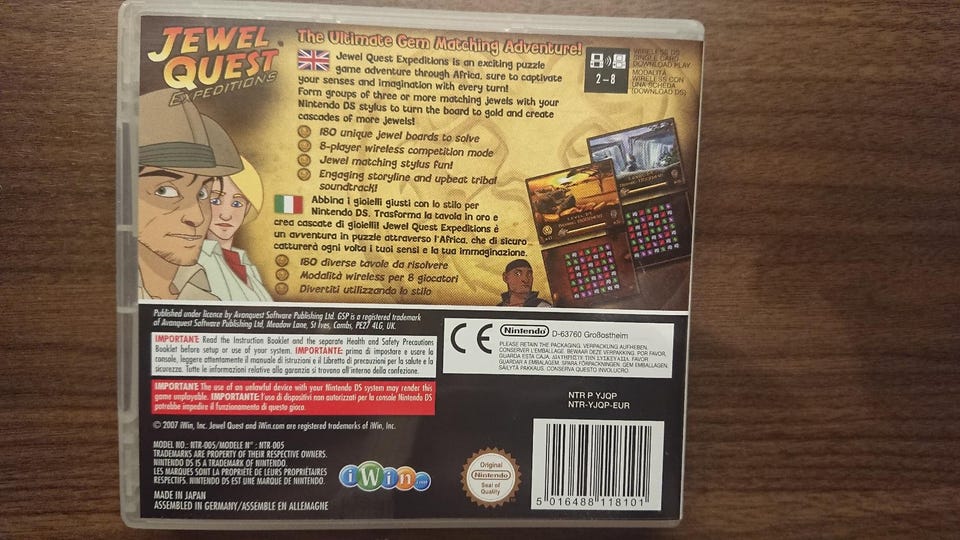 JEWEL
QUEST
EXPEDITIONS
The Ultimate Gem Matching Adventure!
Jewel Quest Expeditions is an exciting puzzle
game adventure through Africa, sure to captivate
your senses and imagination with every turn!
Form groups of three or more matching jewels with your
Nintendo DS stylus to turn the board to gold and create
cascades of more jewels!
180 unique jewel boards to solve
8-player wireless competition mode
Jewel matching stylus fun!
Engaging storyline and upbeat tribal
soundtrack!
Abbina i gioielli giusti con lo stilo per
Nintendo DS. Trasforma la tavola in oro e
crea cascate di gioielli! Jewel Quest Expeditions è
un avventura in puzzle attraverso l'Africa, che di sicuro
catturerà ogni volta i tuoi sensi e la tua immaginazione.
180 diverse tavole da risolvere
Modalità wireless per 8 giocatori
Divertiti utilizzando lo stilo
2-8
WIRELESS DS
SINGLE CARD
DOWNLOAD PLAY
MODALITÀ
WIRELESS CON
UNA SCHEDA
(DOWNLOAD DS)
Published under licence by Avanquest Software Publishing Ltd. GSP is a registered trademark
of Avanquest Software Publishing Ltd, Meadow Lane, St Ives, Cambs, PE27 4LG, UK.
IMPORTANT: Read the Instruction Booklet and the separate Health and Safety Precautions
Booklet before setup or use of your system. IMPORTANTE: prima di impostare e usare la
console, leggere attentamente il manuale di istruzioni e il Libretto di precauzioni per la salute e la
sicurezza. Tutte le informazioni relative alla garanzia si trovano all'interno della confezione.
IMPORTANT: The use of an unlawful device with your Nintendo DS system may render this
game unplayable. IMPORTANTE: l'uso di dispositivi non autorizzati per la console Nintendo DS
potrebbe impedire il funzionamento di questo gioco.
© 2007 iWin, Inc. Jewel Quest and iWin.com are registered trademarks of iWin, Inc.
MODEL NO.: NTR-005/MODELE N° : NTR-005
TRADEMARKS ARE PROPERTY OF THEIR RESPECTIVE OWNERS.
NINTENDO DS IS A TRADEMARK OF NINTENDO.
LES MARQUES SONT LA PROPRIÉTÉ DE LEURS PROPRIÉTAIRES
RESPECTIFS. NINTENDO DS EST UNE MARQUE DE NINTENDO.
MADE IN JAPAN
ASSEMBLED IN GERMANY/ASSEMBLE EN ALLEMAGNE
iWin.com
CE
Nintendo D-63760 Großostheim
PLEASE RETAIN THE PACKAGING. VERPACKUNG AUFHEBEN.
CONSERVER L'EMBALLAGE. BEWAAR DEZE VERPAKKING. POR FAVOR,
GUARDA ESTA CAJA. ΔΙΑΤΗΡΕΙΣΤΕ ΤΗΝ ΣΥΣΚΕΥΑΣΙΑ. FAVOR
GUARDAR A EMBALAGEM. SPARA FÖRPACKNINGEN. GEM EMBALLAGEN.
SÄILYTÄ PAKKAUS. CONSERVA QUESTO INVOLUCRO.
NTR P YJQP
NTR-YJQP-EUR
Original
Nintendo
Seal of
Quality
5 016488 118101